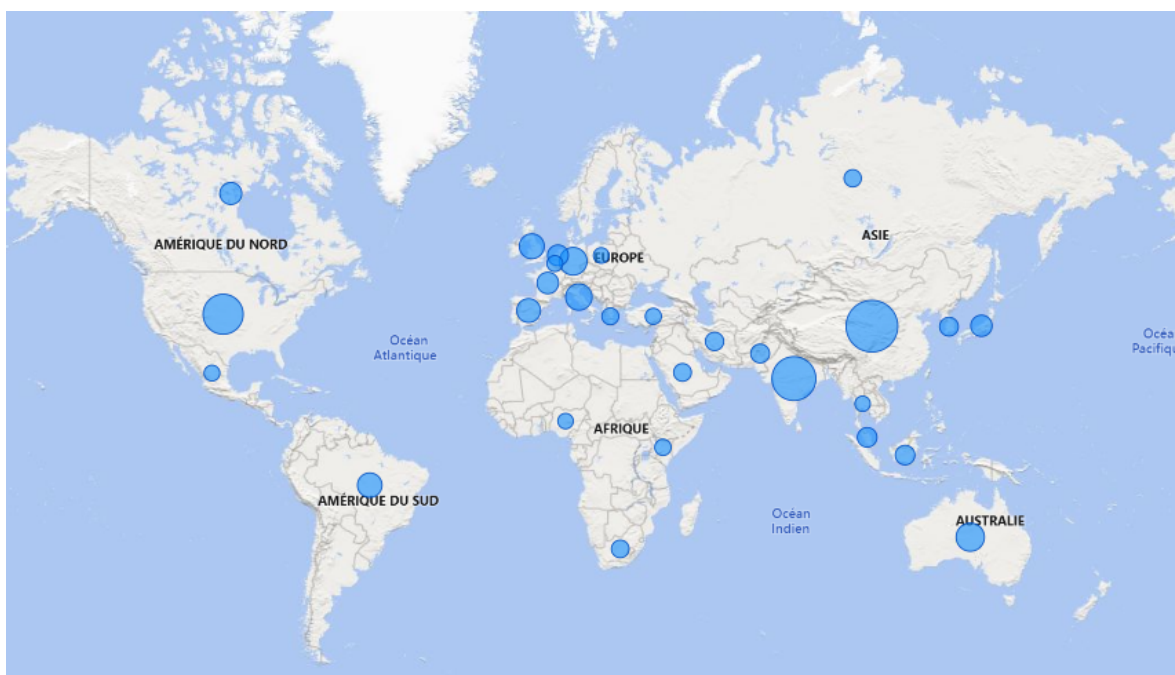 AMÉRIQUE DU NORD
ASIE
EUROPE
Océan
Atlantique
Océa
Pacifiqu
AFRIQUE
AMÉRIQUE DU SUD
Océan
Indien
AUSTRALIE